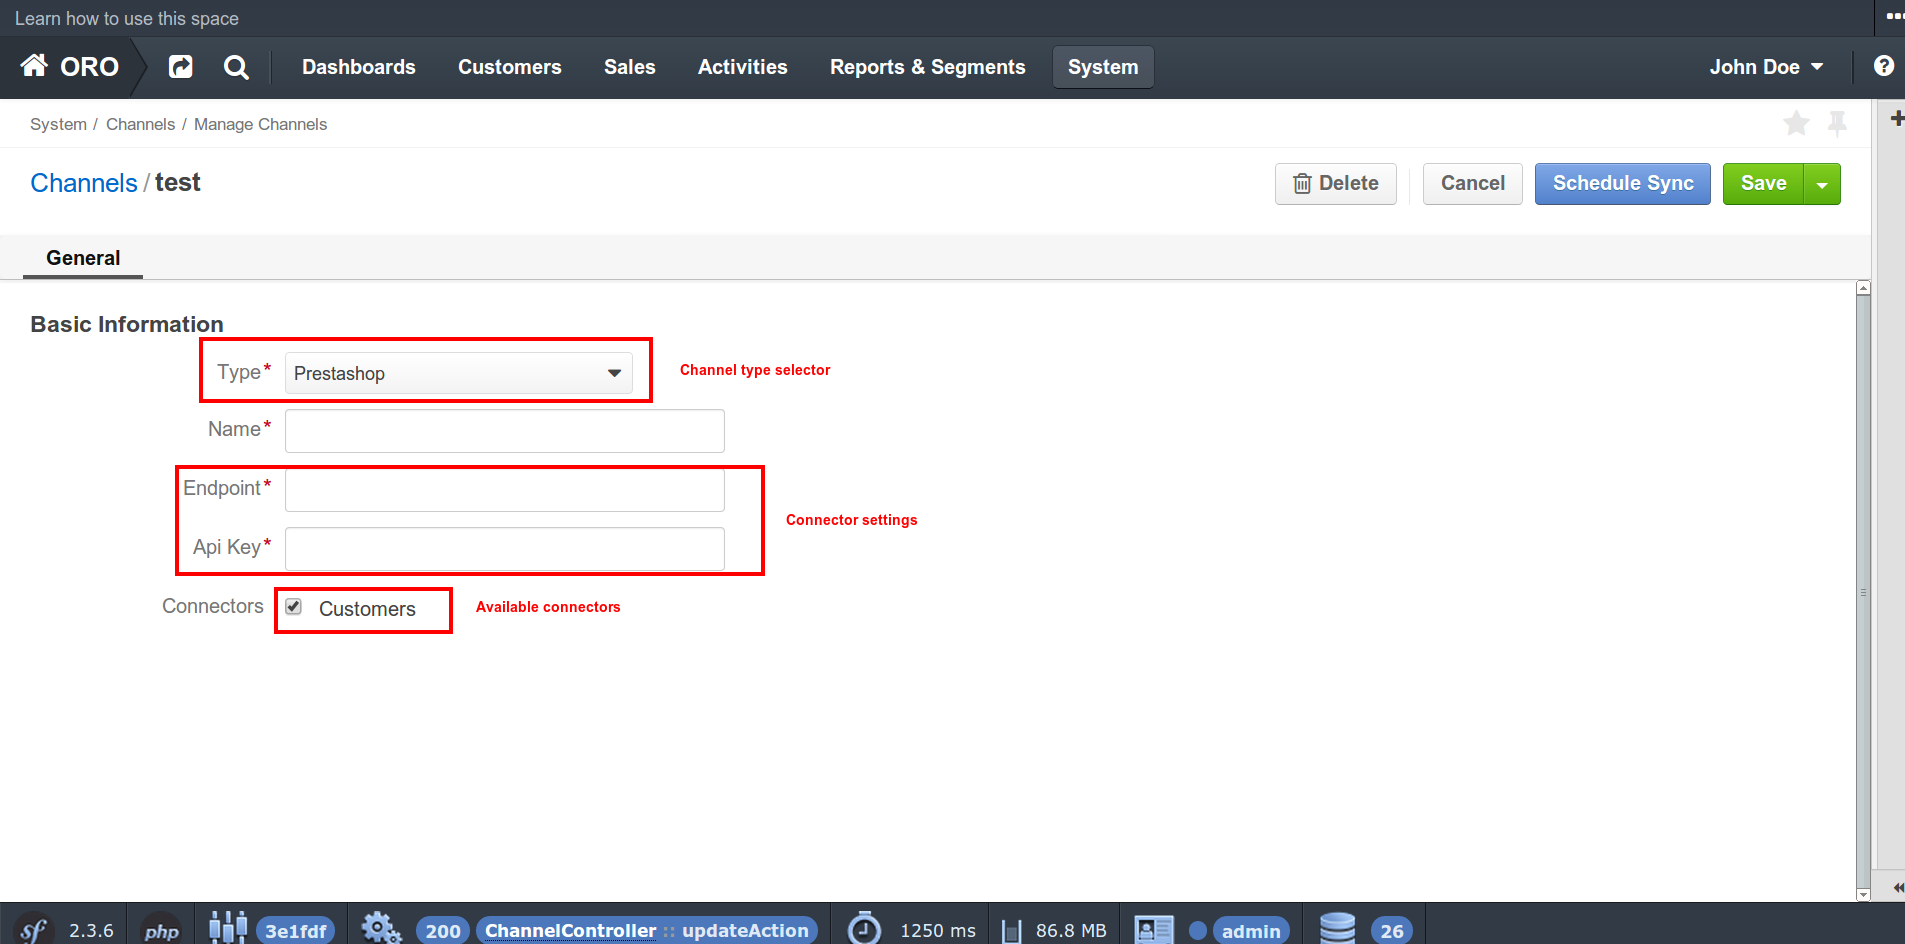 Learn how to use this space
ORO Dashboards Customers Sales Activities Reports & Segments System John Doe
System / Channels / Manage Channels
Channels / test Delete Cancel Schedule Sync Save
General
Basic Information
Type* Prestashop Channel type selector
Name*
Endpoint*
Connector settings
Api Key*
Connectors Customers Available connectors
sf 2.3.6 php 3e1fdf 200 ChannelController :: updateAction 1250 ms 86.8 MB admin 26